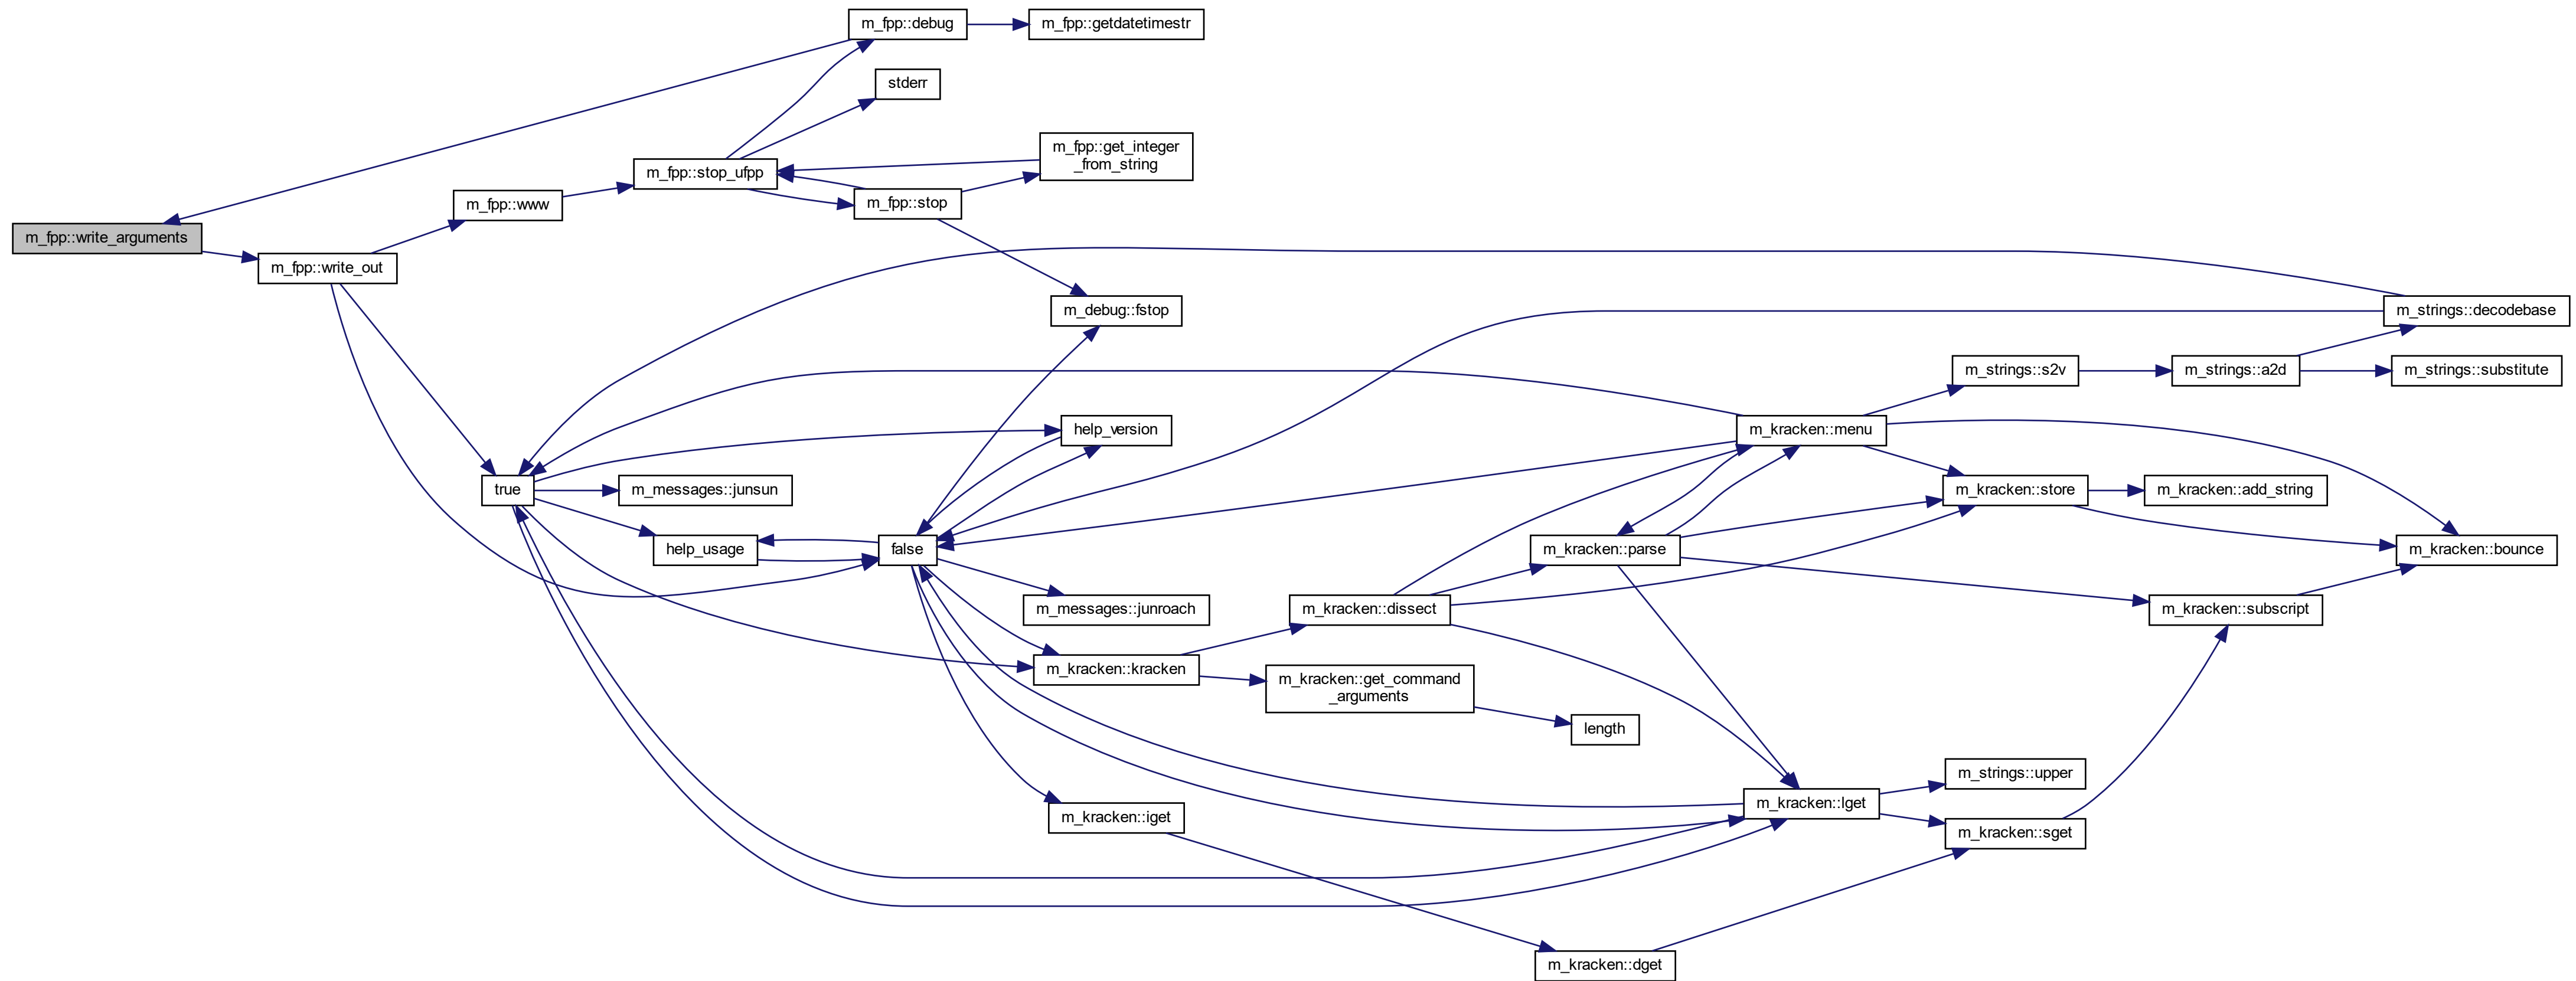 m_fpp::debug
m_fpp::getdatetimestr
stderr
m_fpp::get_integer
_from_string
m_fpp::stop_ufpp
m_fpp::www
m_fpp::stop
m_fpp::write_arguments
m_fpp::write_out
m_debug::fstop
m_strings::decodebase
m_strings::s2v
m_strings::a2d
m_strings::substitute
help_version
m_kracken::menu
true
m_messages::junsun
m_kracken::store
m_kracken::add_string
help_usage
false
m_kracken::parse
m_kracken::bounce
m_messages::junroach
m_kracken::dissect
m_kracken::subscript
m_kracken::kracken
m_kracken::get_command
_arguments
length
m_strings::upper
m_kracken::lget
m_kracken::iget
m_kracken::sget
m_kracken::dget